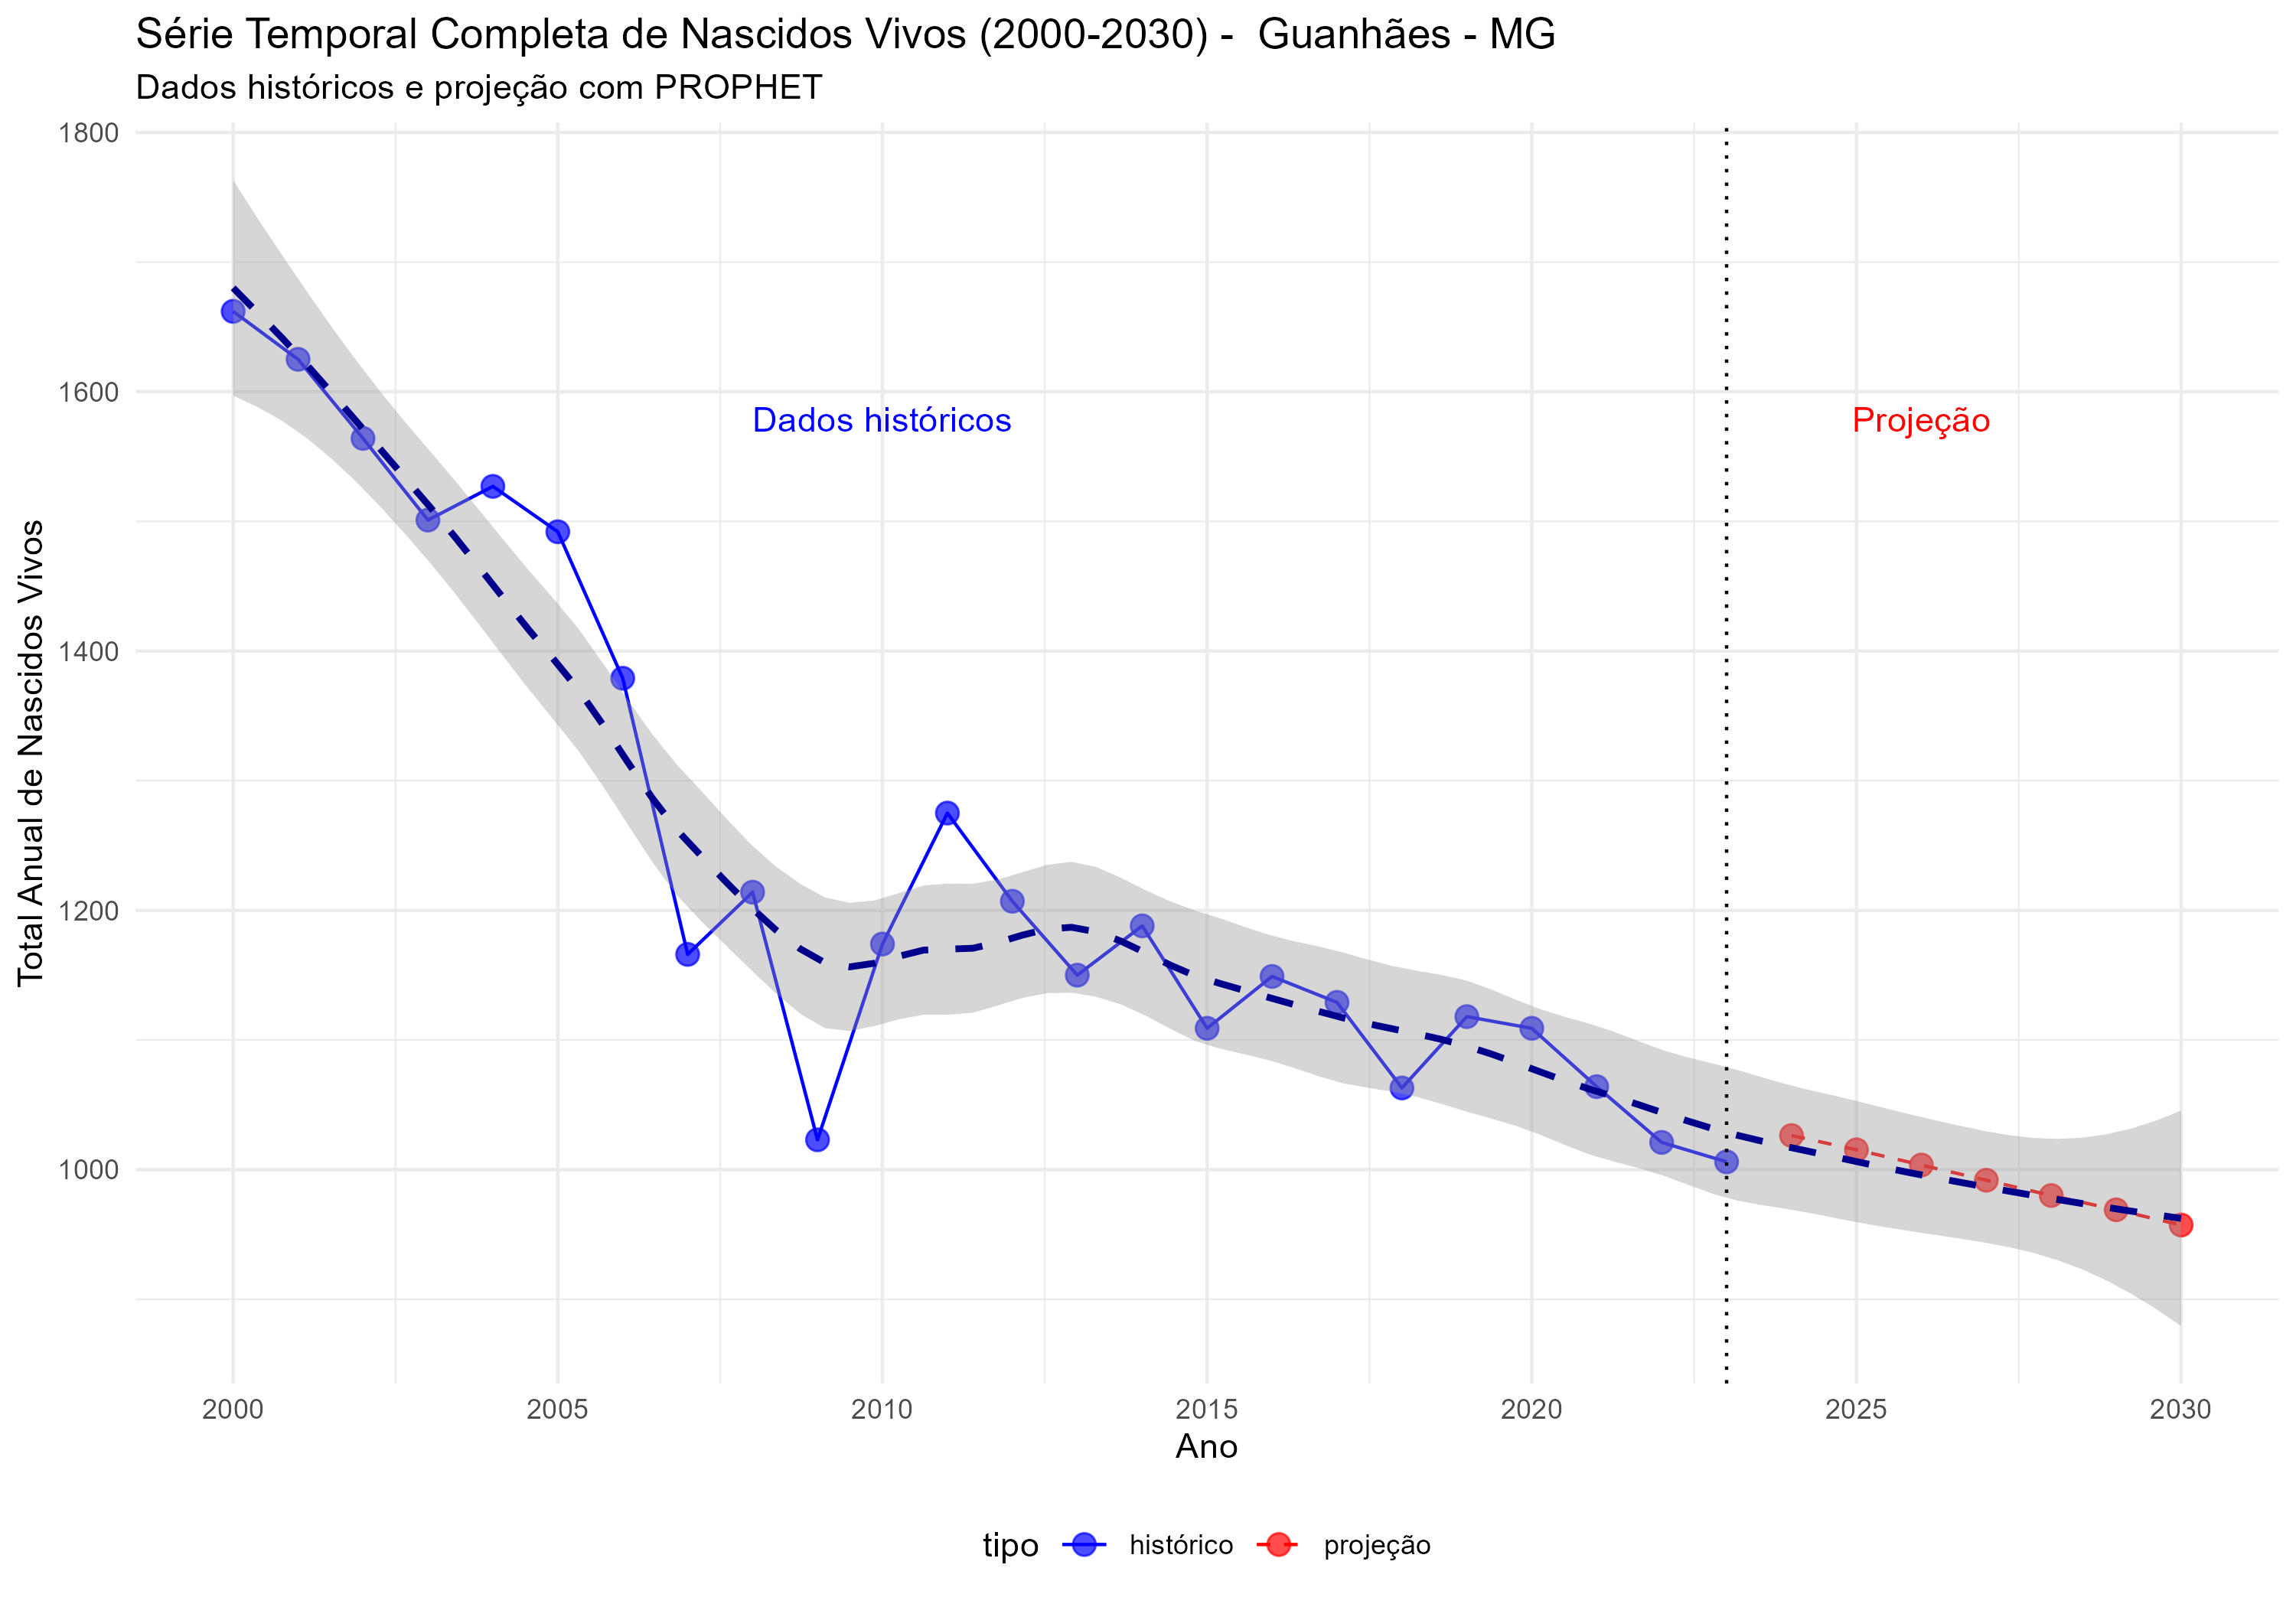 Série Temporal Completa de Nascidos Vivos (2000-2030) -  Guanhães - MG
Dados históricos e projeção com PROPHET
Total Anual de Nascidos Vivos
1800
1600
1400
1200
1000
Dados históricos
Projeção
2000 2005 2010 2015 2020 2025 2030
Ano
tipo histórico projeção